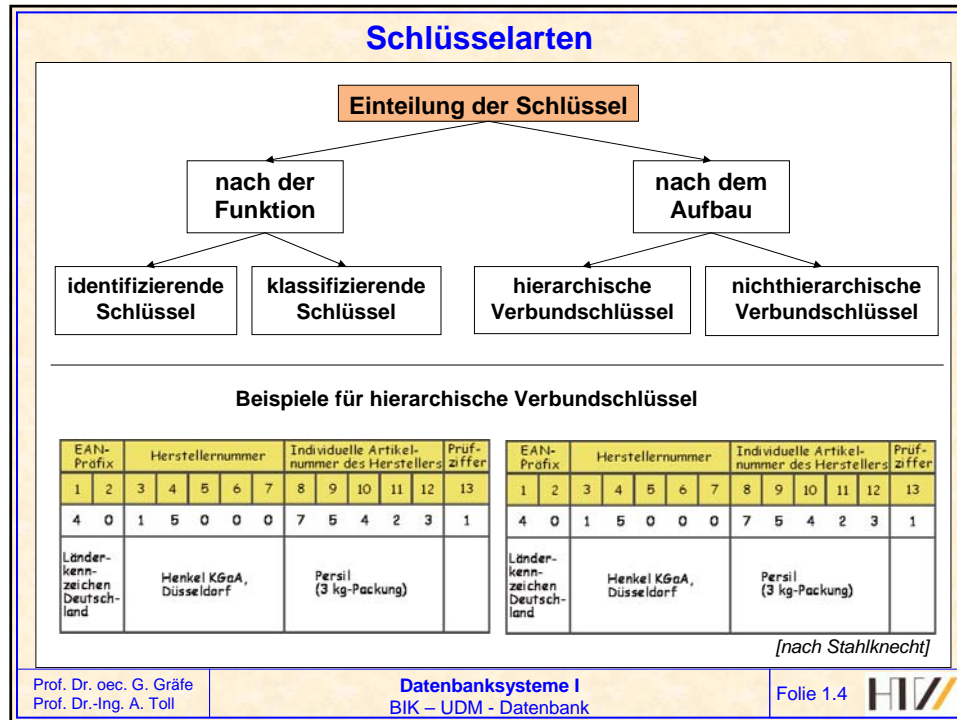 Schlüsselarten
Einteilung der Schlüssel
nach der
Funktion
nach dem
Aufbau
identifizierende
Schlüssel
klassifizierende
Schlüssel
hierarchische
Verbundschlüssel
nichthierarchische
Verbundschlüssel
Beispiele für hierarchische Verbundschlüssel
EAN-
Präfix
Herstellernummer
Individuelle Artikel-
nummer des Herstellers
Prüf-
ziffer
1 2 3 4 5 6 7 8 9 10 11 12 13
4 0 1 5 0 0 0 7 5 4 2 3 1
Länder-
kenn-
zeichen
Deutsch-
land
Henkel KGaA,
Düsseldorf
Persil
(3 kg-Packung)
EAN-
Präfix
Herstellernummer
Individuelle Artikel-
nummer des Herstellers
Prüf-
ziffer
1 2 3 4 5 6 7 8 9 10 11 12 13
4 0 1 5 0 0 0 7 5 4 2 3 1
Länder-
kenn-
zeichen
Deutsch-
land
Henkel KGaA,
Düsseldorf
Persil
(3 kg-Packung)
[nach Stahlknecht]
Prof. Dr. oec. G. Gräfe
Prof. Dr.-Ing. A. Toll
Datenbanksysteme I
BIK – UDM - Datenbank
Folie 1.4
HTW